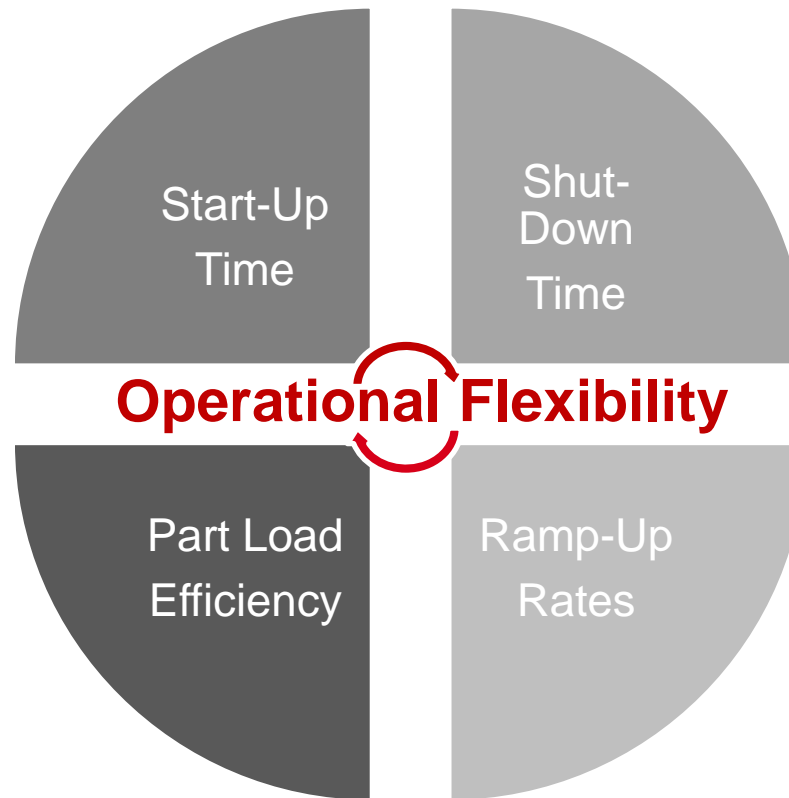 Start-Up
Time
Shut-
Down
Time
Operational Flexibility
Part Load
Efficiency
Ramp-Up
Rates